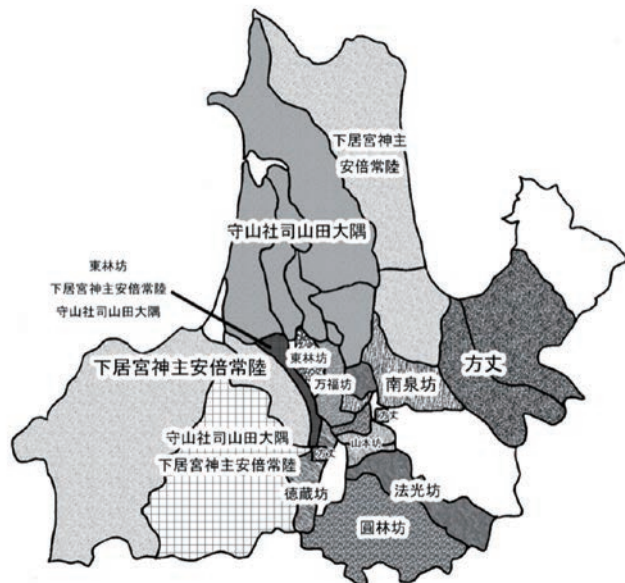 下居宮神主
安倍常陸
守山社司山田大隅
東林坊
下居宮神主安倍常陸
守山社司山田大隅
下居宮神主安倍常陸
東林坊
万福坊
南泉坊
方丈
方丈
山本坊
守山社司山田大隅
下居宮神主安倍常陸
方丈
徳蔵坊
法光坊
圓林坊